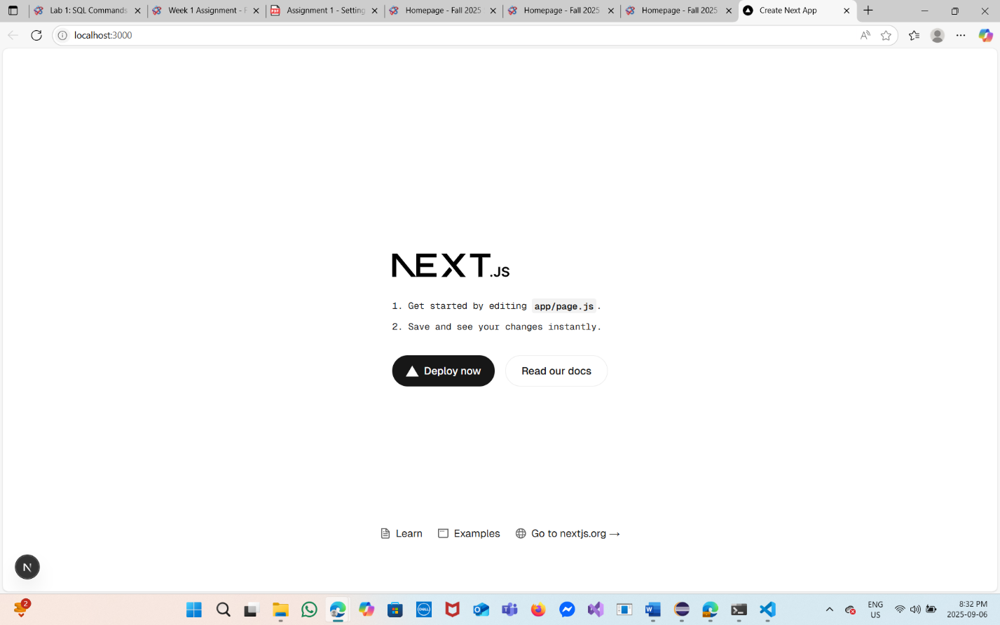 Lab 1: SQL Commands
Week 1 Assignment - F
Assignment 1 - Setting
Homepage - Fall 2025
Homepage - Fall 2025
Homepage - Fall 2025
Create Next App
localhost:3000
NEXT.JS
1. Get started by editing app/page.js.
2. Save and see your changes instantly.
Deploy now
Read our docs
Learn
Examples
Go to nextjs.org →
N
2
ENG
US
8:32 PM
2025-09-06